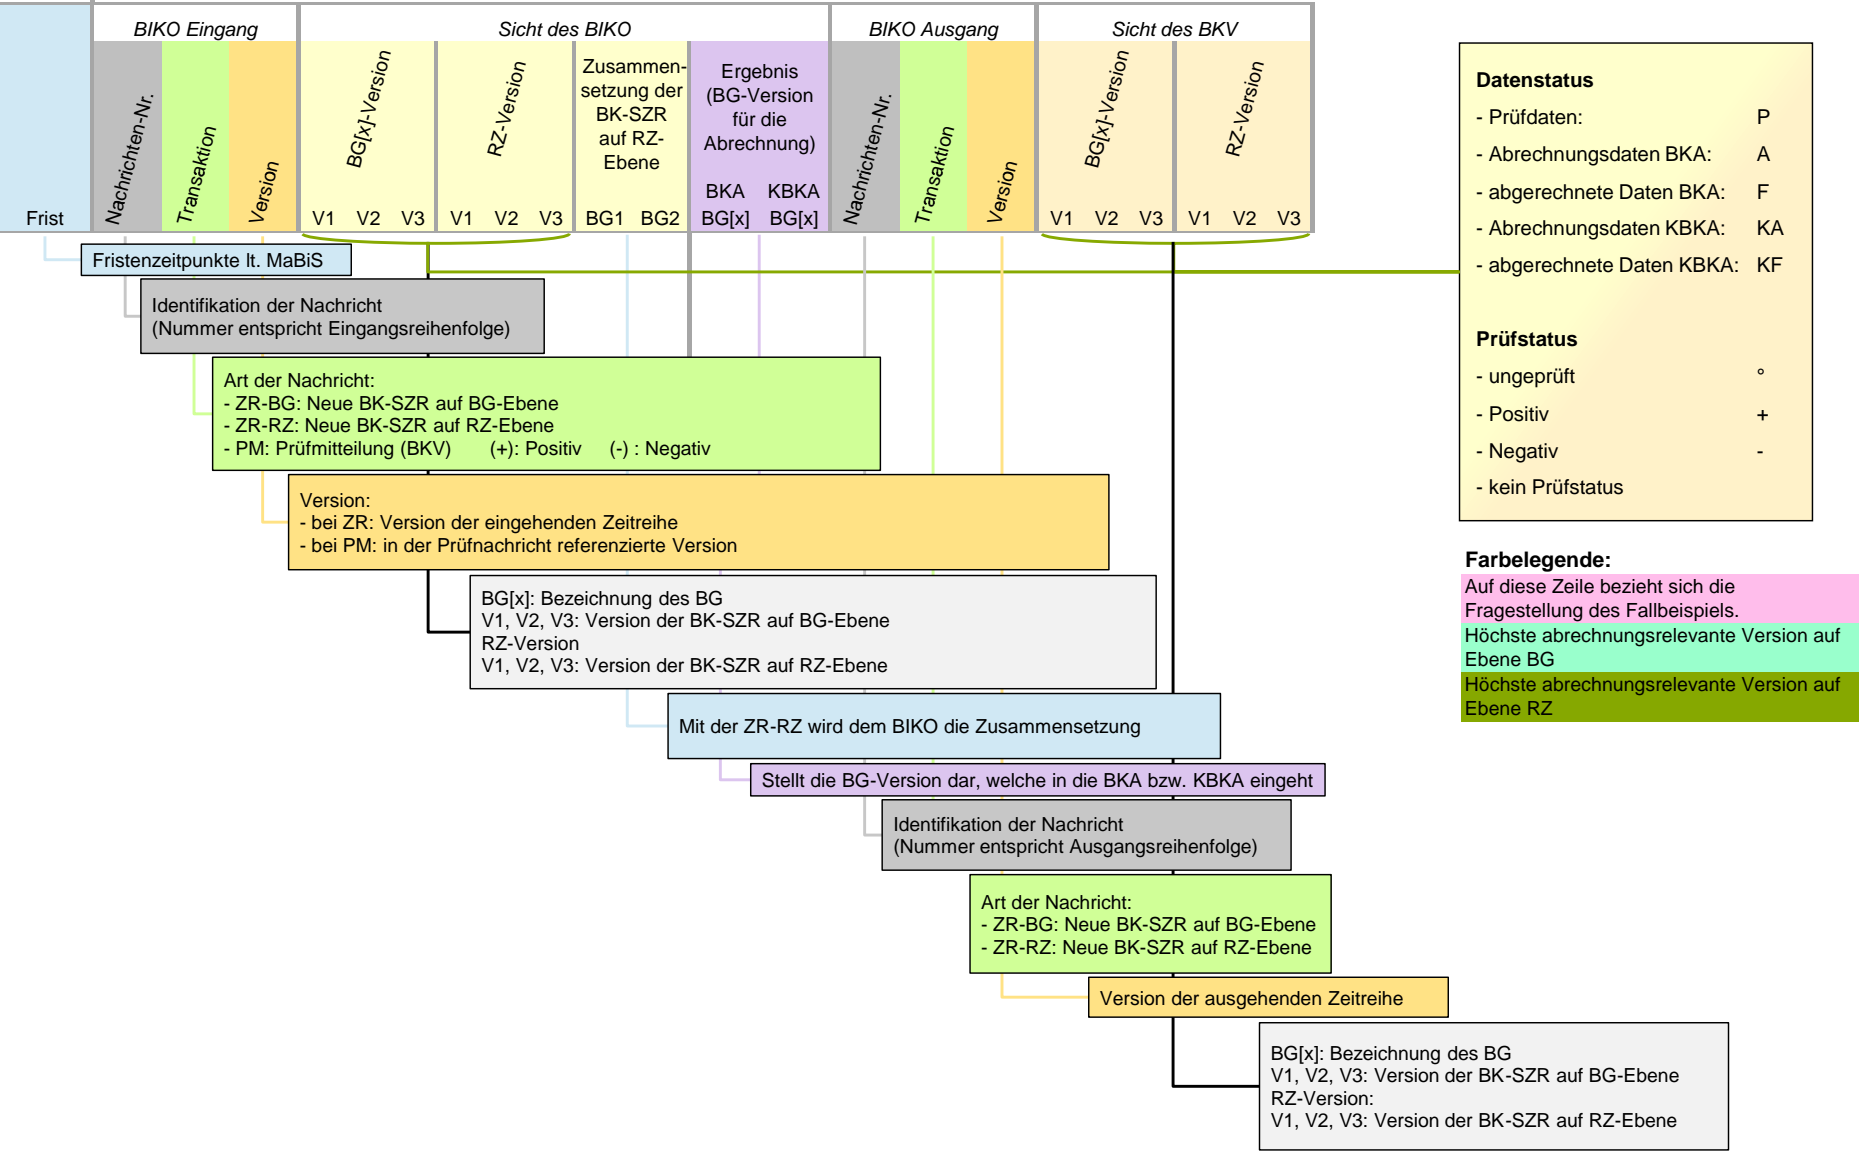 BIKO Eingang
Sicht des BIKO
BIKO Ausgang
Sicht des BKV
Frist
Nachrichten-Nr.
Transaktion
Version
BG[x]-Version
V1 V2 V3
RZ-Version
V1 V2 V3
Zusammen-
setzung der
BK-SZR
auf RZ-
Ebene
BG1 BG2
Ergebnis
(BG-Version
für die
Abrechnung)
BKA KBKA
BG[x] BG[x]
Nachrichten-Nr.
Transaktion
Version
BG[x]-Version
V1 V2 V3
RZ-Version
V1 V2 V3
Fristenzeitpunkte lt. MaBiS
Identifikation der Nachricht
(Nummer entspricht Eingangsreihenfolge)
Art der Nachricht:
- ZR-BG: Neue BK-SZR auf BG-Ebene
- ZR-RZ: Neue BK-SZR auf RZ-Ebene
- PM: Prüfmitteilung (BKV) (+): Positiv (-) : Negativ
Version:
- bei ZR: Version der eingehenden Zeitreihe
- bei PM: in der Prüfnachricht referenzierte Version
BG[x]: Bezeichnung des BG
V1, V2, V3: Version der BK-SZR auf BG-Ebene
RZ-Version
V1, V2, V3: Version der BK-SZR auf RZ-Ebene
Mit der ZR-RZ wird dem BIKO die Zusammensetzung
Stellt die BG-Version dar, welche in die BKA bzw. KBKA eingeht
Identifikation der Nachricht
(Nummer entspricht Ausgangsreihenfolge)
Art der Nachricht:
- ZR-BG: Neue BK-SZR auf BG-Ebene
- ZR-RZ: Neue BK-SZR auf RZ-Ebene
Version der ausgehenden Zeitreihe
BG[x]: Bezeichnung des BG
V1, V2, V3: Version der BK-SZR auf BG-Ebene
RZ-Version:
V1, V2, V3: Version der BK-SZR auf RZ-Ebene
Datenstatus
- Prüfdaten: P
- Abrechnungsdaten BKA: A
- abgerechnete Daten BKA: F
- Abrechnungsdaten KBKA: KA
- abgerechnete Daten KBKA: KF
Prüfstatus
- ungeprüft °
- Positiv +
- Negativ -
- kein Prüfstatus
Farbelegende:
Auf diese Zeile bezieht sich die
Fragestellung des Fallbeispiels.
Höchste abrechnungsrelevante Version auf
Ebene BG
Höchste abrechnungsrelevante Version auf
Ebene RZ